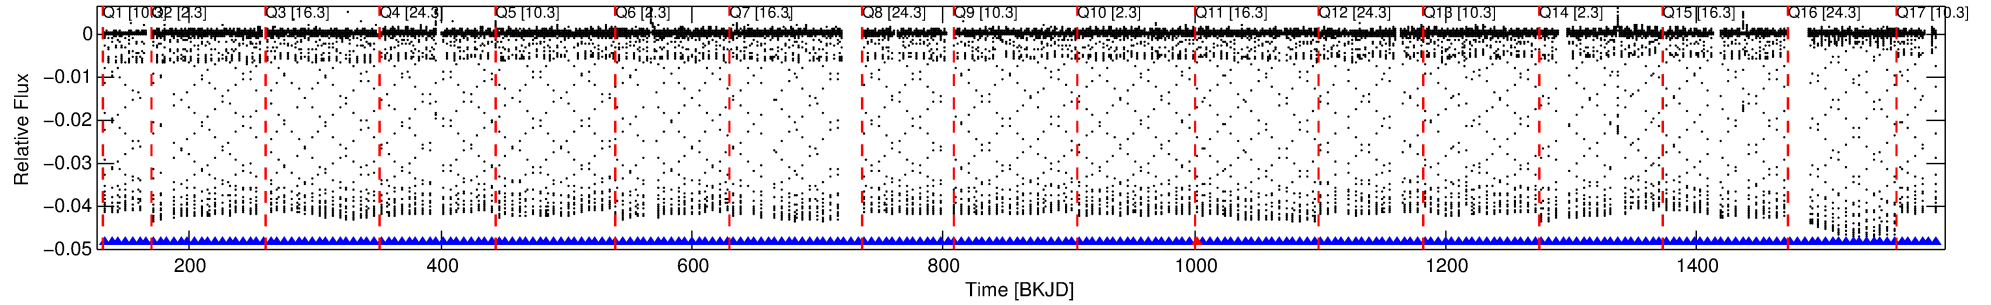 Q1 [10.3] Q2 [2.3] Q3 [16.3] Q4 [24.3] Q5 [10.3] Q6 [2.3] Q7 [16.3] Q8 [24.3] Q9 [10.3] Q10 [2.3] Q11 [16.3] Q12 [24.3] Q13 [10.3] Q14 [2.3] Q15 [16.3] Q16 [24.3] Q17 [10.3]
0
−0.01
−0.02
−0.03
−0.04
−0.05
Relative Flux
200 400 600 800 1000 1200 1400
Time [BKJD]